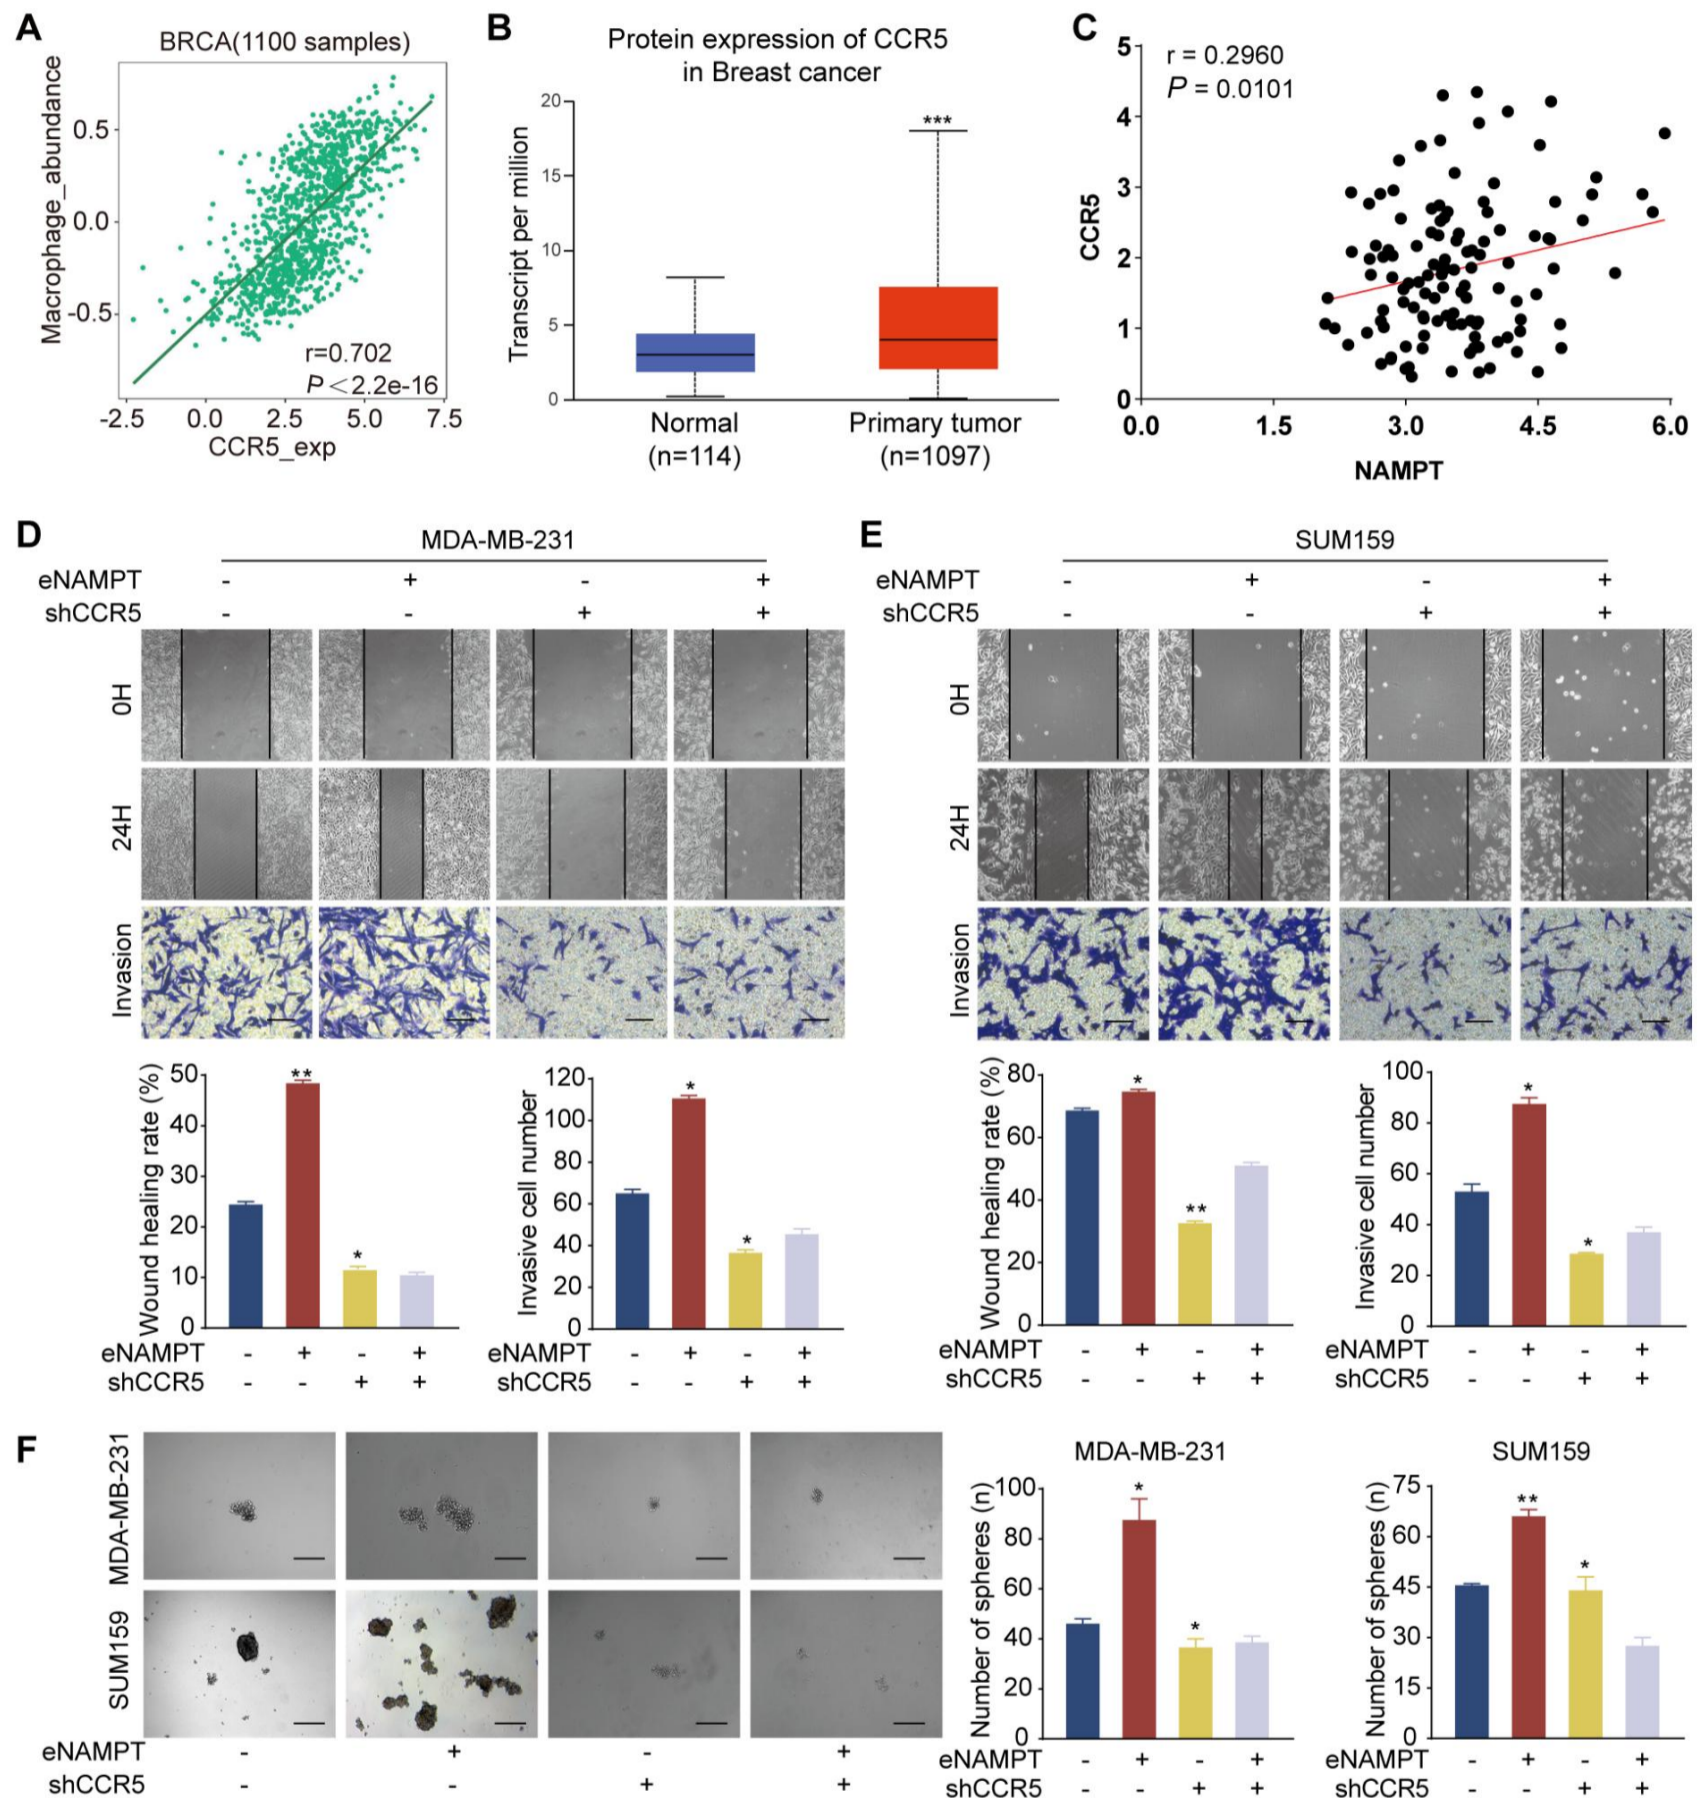 A
BRCA(1100 samples)
Macrophage_abundance
0.5
0.0
-0.5
r=0.702
P<2.2e-16
-2.5 0.0 2.5 5.0 7.5
CCR5_exp
B
Protein expression of CCR5
in Breast cancer
Transcript per million
20
15
10
5
0
***
Normal
(n=114)
Primary tumor
(n=1097)
C
r = 0.2960
P = 0.0101
CCR5
5
4
3
2
1
0
0.0 1.5 3.0 4.5 6.0
NAMPT
D
MDA-MB-231
eNAMPT - + - +
shCCR5 - - + +
0H
24H
Invasion
Wound healing rate (%)
50
40
30
20
10
0
**
*
eNAMPT - + - +
shCCR5 - - + +
Invasive cell number
120
100
80
60
40
20
0
*
*
eNAMPT - + - +
shCCR5 - - + +
E
SUM159
eNAMPT - + - +
shCCR5 - - + +
0H
24H
Invasion
Wound healing rate (%)
80
60
40
20
0
*
**
eNAMPT - + - +
shCCR5 - - + +
Invasive cell number
100
80
60
40
20
0
*
*
eNAMPT - + - +
shCCR5 - - + +
F
MDA-MB-231
SUM159
eNAMPT - + - +
shCCR5 - - + +
MDA-MB-231
Number of spheres (n)
100
80
60
40
20
0
*
*
eNAMPT - + - +
shCCR5 - - + +
SUM159
Number of spheres (n)
75
60
45
30
15
0
**
*
eNAMPT - + - +
shCCR5 - - + +